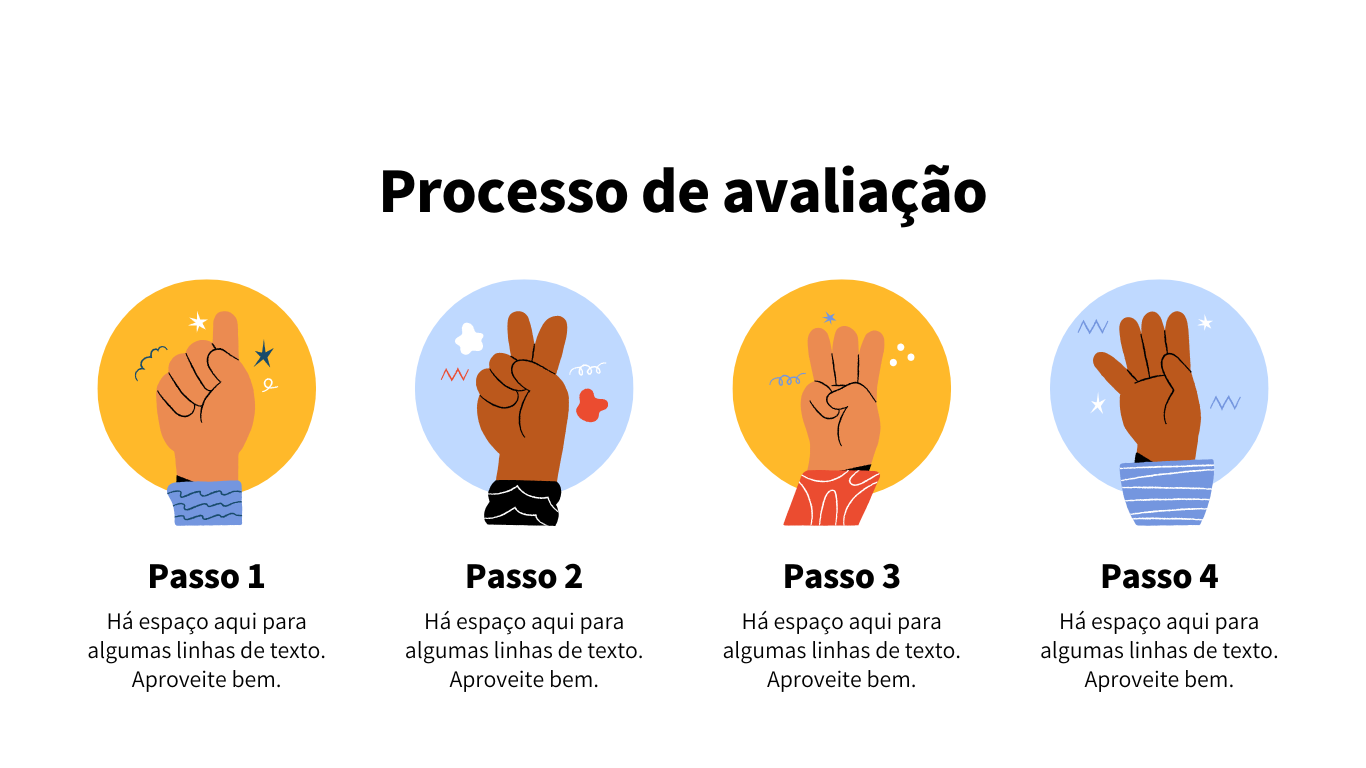 Processo de avaliação
Passo 1
Há espaço aqui para
algumas linhas de texto.
Aproveite bem.
Passo 2
Há espaço aqui para
algumas linhas de texto.
Aproveite bem.
Passo 3
Há espaço aqui para
algumas linhas de texto.
Aproveite bem.
Passo 4
Há espaço aqui para
algumas linhas de texto.
Aproveite bem.